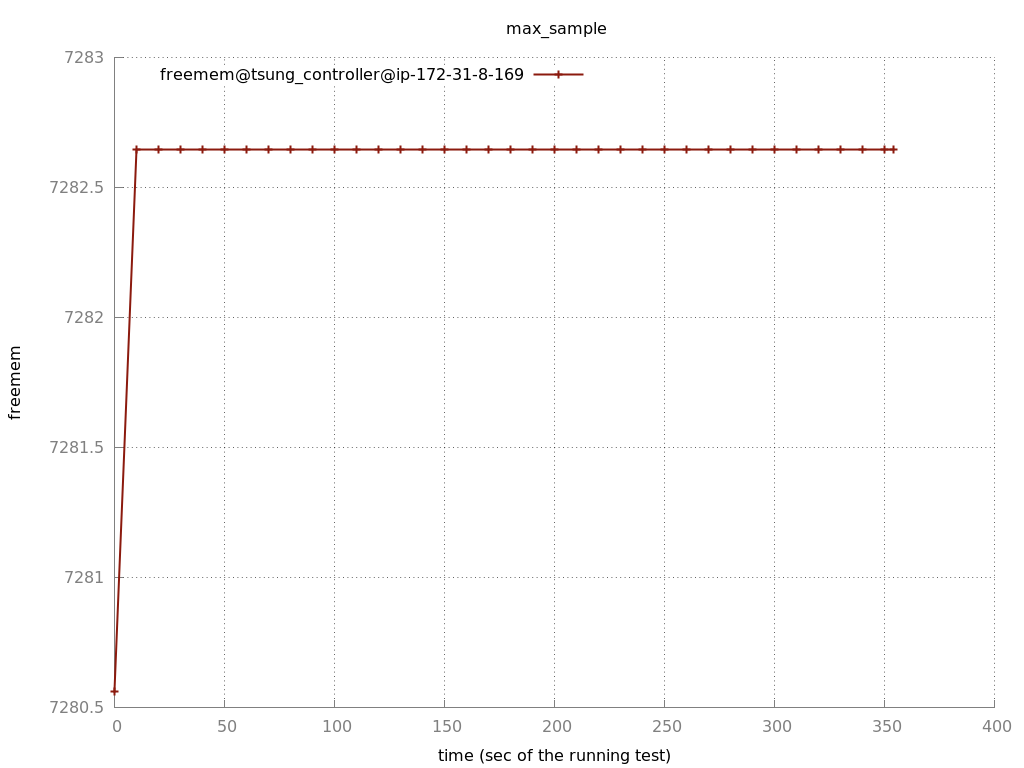 max_sample
freemem@tsung_controller@ip-172-31-8-169
7283
7282.5
7282
7281.5
7281
7280.5
freemem
0 50 100 150 200 250 300 350 400
time (sec of the running test)